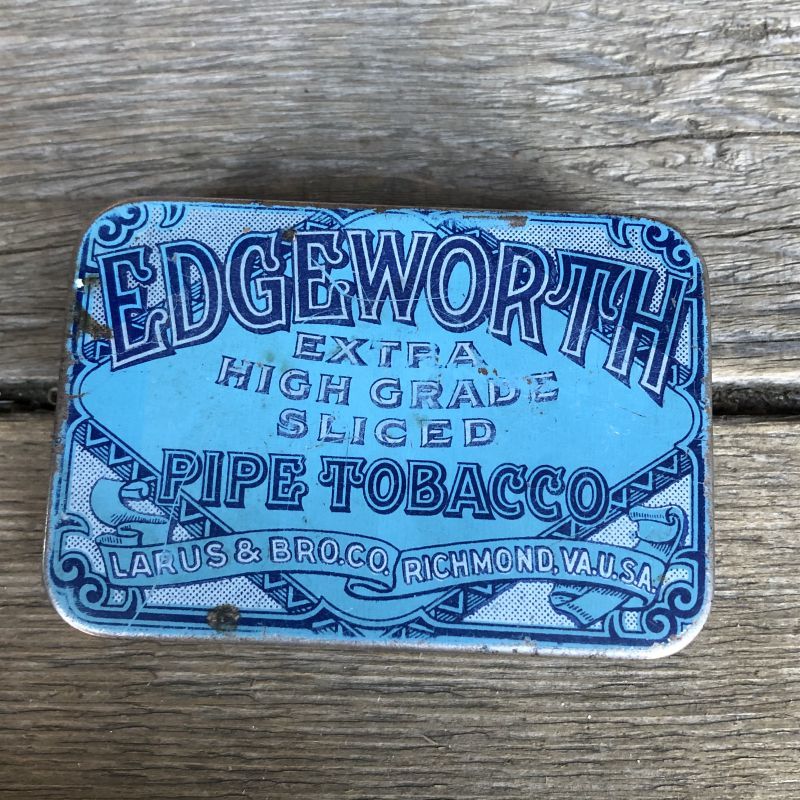 EDGEWORTH
EXTRA
HIGH GRADE
SLICED
PIPE TOBACCO
LARUS & BRO.CO. RICHMOND, VA.U.S.A.